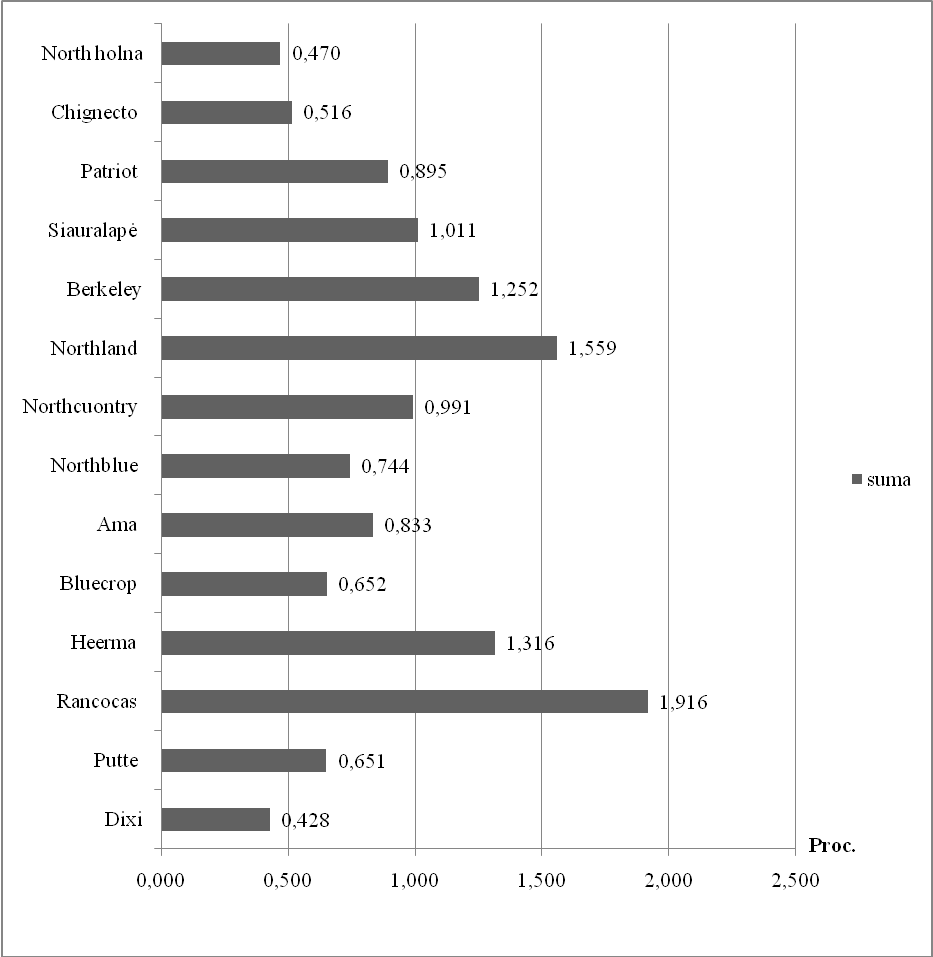 North holna 0,470
Chignecto 0,516
Patriot 0,895
Siauralapė 1,011
Berkeley 1,252
Northland 1,559
Northcuontry 0,991
Northblue 0,744
suma
Ama 0,833
Bluecrop 0,652
Heerma 1,316
Rancocas 1,916
Putte 0,651
Dixi 0,428
Proc.
0,000 0,500 1,000 1,500 2,000 2,500